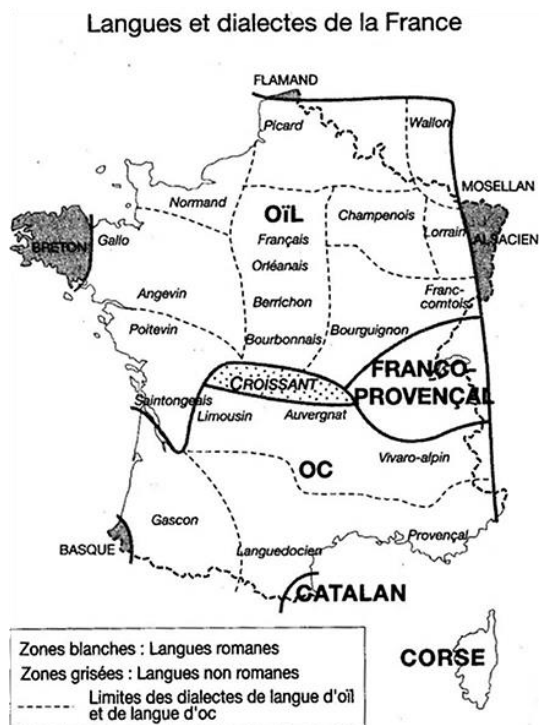 Langues et dialectes de la France
FLAMAND
Picard
Wallon
MOSELLAN
Normand
OïL
Champenois
Lorrain
ALSACIEN
BRETON
Gallo
Français
Orléanais
Angevin
Berrichon
Franc-
comtois
Poitevin
Bourbonnais
Bourguignon
FRANCO-
PROVENÇAL
CROISSANT
Saintongeais
Limousin
Auvergnat
OC
Vivaro-alpin
Gascon
BASQUE
Languedocien
Provençal
CATALAN
CORSE
Zones blanches : Langues romanes
Zones grisées : Langues non romanes
Limites des dialectes de langue d'oïl
et de langue d'oc